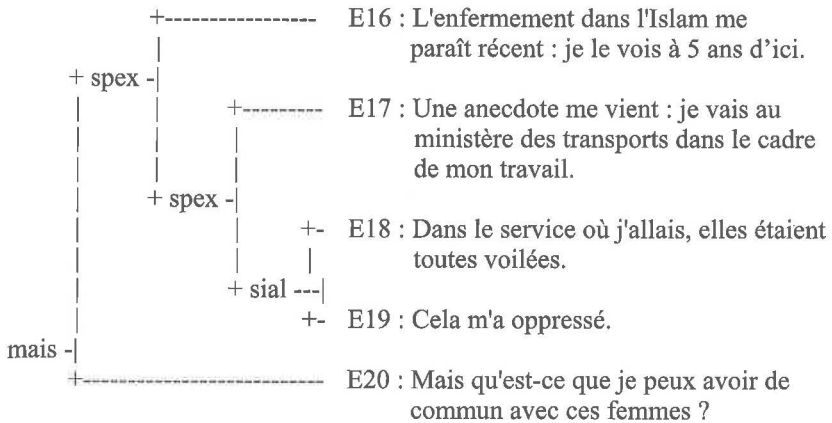 E16 : L'enfermement dans l'Islam me
paraît récent : je le vois à 5 ans d’ici.
+ spex -|
E17 : Une anecdote me vient : je vais au
ministère des transports dans le cadre
de mon travail.
+ spex -|
E18 : Dans le service où j'allais, elles étaient
toutes voilées.
+ sial ---|
E19 : Cela m'a oppressé.
mais -|
E20 : Mais qu'est-ce que je peux avoir de
commun avec ces femmes ?